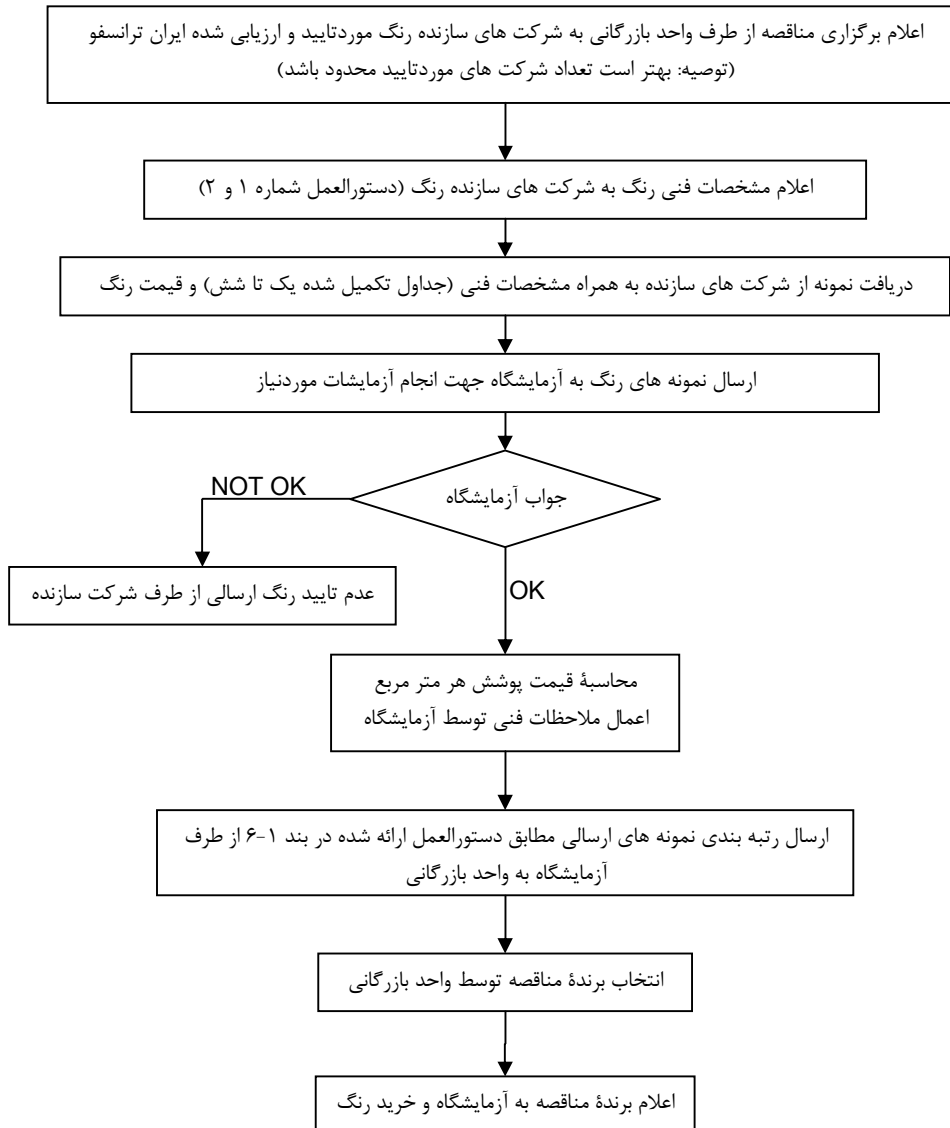 اعلام برگزاری مناقصه از طرف واحد بازرگانی به شرکت های سازنده رنگ موردتایید و ارزیابی شده ایران ترانسفو
(توصیه: بهتر است تعداد شرکت های موردتایید محدود باشد)
اعلام مشخصات فنی رنگ به شرکت های سازنده رنگ (دستورالعمل شماره ۱ و ۲)
دریافت نمونه از شرکت های سازنده به همراه مشخصات فنی (جداول تکمیل شده یک تا شش) و قیمت رنگ
ارسال نمونه های رنگ به آزمایشگاه جهت انجام آزمایشات موردنیاز
جواب آزمایشگاه
NOT OK
عدم تایید رنگ ارسالی از طرف شرکت سازنده
OK
محاسبهٔ قیمت پوشش هر متر مربع
اعمال ملاحظات فنی توسط آزمایشگاه
ارسال رتبه بندی نمونه های ارسالی مطابق دستورالعمل ارائه شده در بند ۱-۶ از طرف
آزمایشگاه به واحد بازرگانی
انتخاب برندهٔ مناقصه توسط واحد بازرگانی
اعلام برندهٔ مناقصه به آزمایشگاه و خرید رنگ